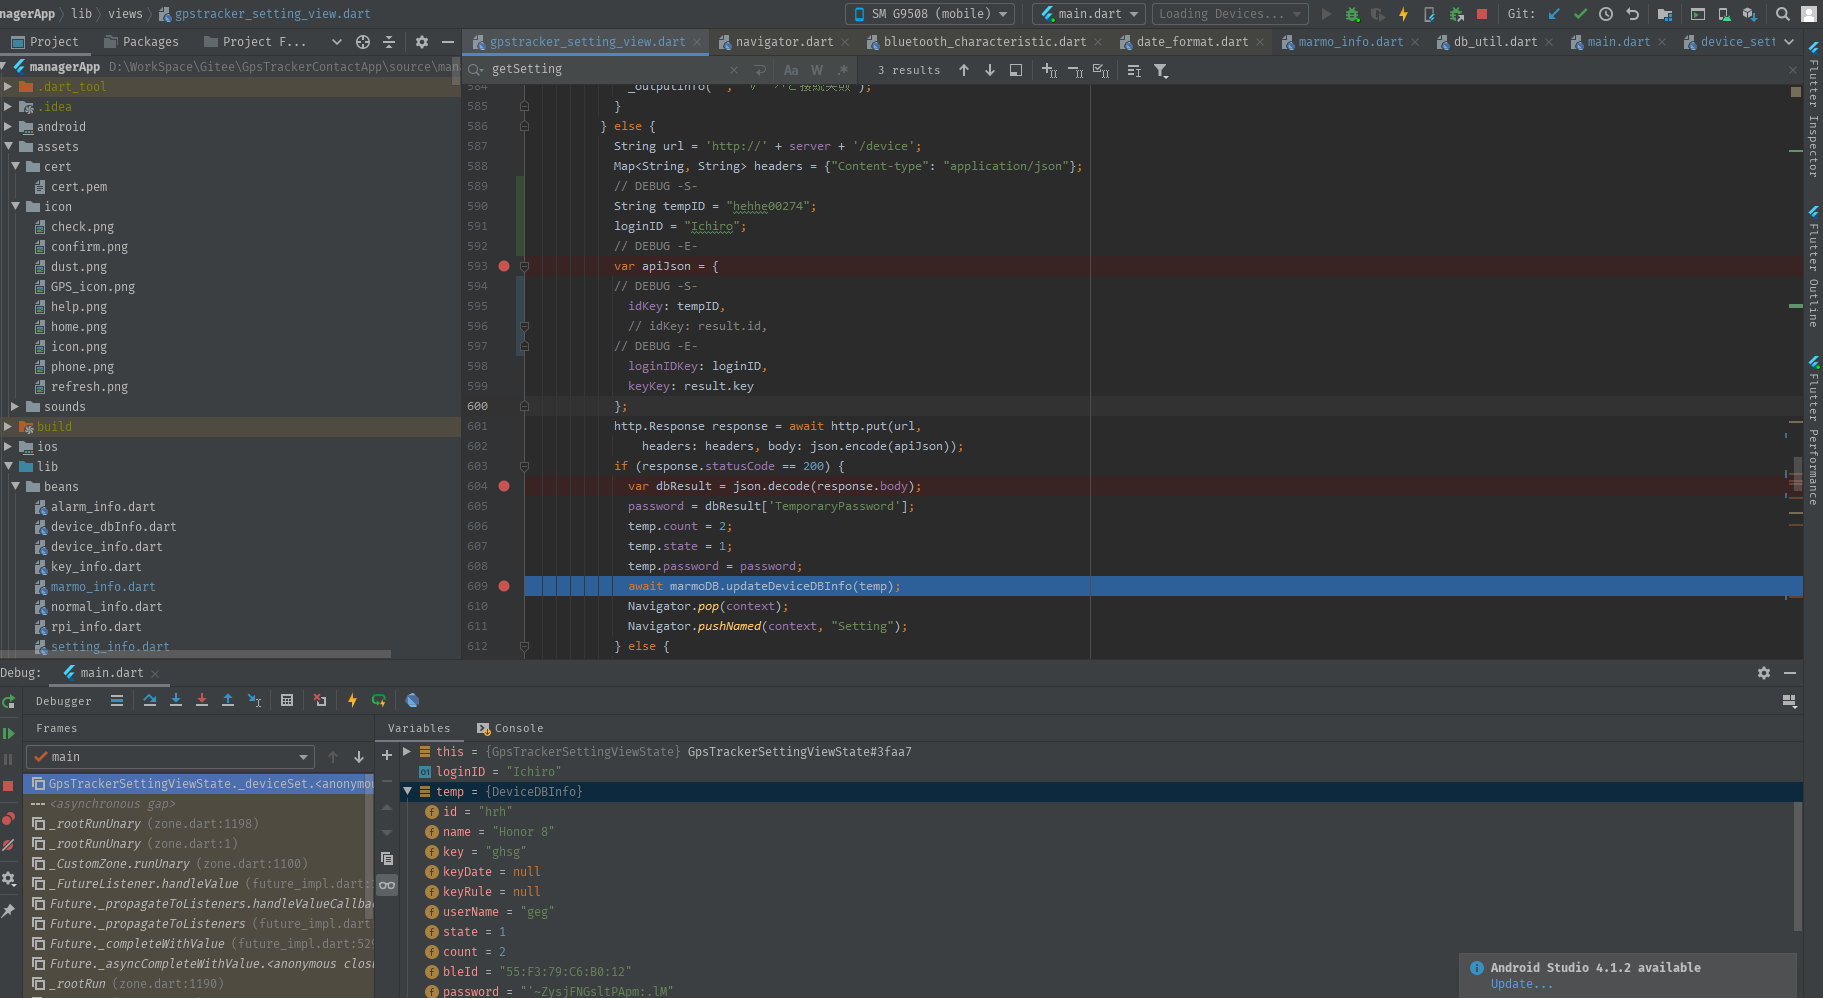 nagerApp lib views gpstracker_setting_view.dart SM G9508 (mobile) main.dart Loading Devices... Git:
Project Packages Project F... gpstracker_setting_view.dart navigator.dart bluetooth_characteristic.dart date_format.dart marmo_info.dart db_util.dart main.dart device_sett
managerApp D:\WorkSpace\Gitee\GpsTrackerContactApp\source\man
getSetting Aa W .* 3 results
.dart_tool
.idea
android
assets
cert
cert.pem
icon
check.png
confirm.png
dust.png
GPS_icon.png
help.png
home.png
icon.png
phone.png
refresh.png
sounds
build
ios
lib
beans
alarm_info.dart
device_dbInfo.dart
device_info.dart
key_info.dart
marmo_info.dart
normal_info.dart
rpi_info.dart
setting_info.dart
584 _outputInfo(
585 }
586 } else {
587 String url = 'http://' + server + '/device';
588 Map<String, String> headers = {"Content-type": "application/json"};
589 // DEBUG -S-
590 String tempID = "hehhe00274";
591 loginID = "Ichiro";
592 // DEBUG -E-
593 var apiJson = {
594 // DEBUG -S-
595 idKey: tempID,
596 // idKey: result.id,
597 // DEBUG -E-
598 loginIDKey: loginID,
599 keyKey: result.key
600 };
601 http.Response response = await http.put(url,
602 headers: headers, body: json.encode(apiJson));
603 if (response.statusCode == 200) {
604 var dbResult = json.decode(response.body);
605 password = dbResult['TemporaryPassword'];
606 temp.count = 2;
607 temp.state = 1;
608 temp.password = password;
609 await marmoDB.updateDeviceDBInfo(temp);
610 Navigator.pop(context);
611 Navigator.pushNamed(context, "Setting");
612 } else {
Flutter Inspector
Flutter Outline
Flutter Performance
Debug: main.dart
Debugger
Frames
main
GpsTrackerSettingViewState._deviceSet.<anonymou
<asynchronous gap>
_rootRunUnary (zone.dart:1198)
_rootRunUnary (zone.dart:1)
_CustomZone.runUnary (zone.dart:1100)
_FutureListener.handleValue (future_impl.dart:
Future._propagateToListeners.handleValueCallba
Future._propagateToListeners (future_impl.dart
Future._completeWithValue (future_impl.dart:529
Future._asyncCompleteWithValue.<anonymous closu
_rootRun (zone.dart:1190)
Variables Console
this = {GpsTrackerSettingViewState} GpsTrackerSettingViewState#3faa7
loginID = "Ichiro"
temp = {DeviceDBInfo}
id = "hrh"
name = "Honor 8"
key = "ghsg"
keyDate = null
keyRule = null
userName = "geg"
state = 1
count = 2
bleId = "55:F3:79:C6:B0:12"
password = "'~ZysjFNGsltPApm:.lM"
Android Studio 4.1.2 available
Update...